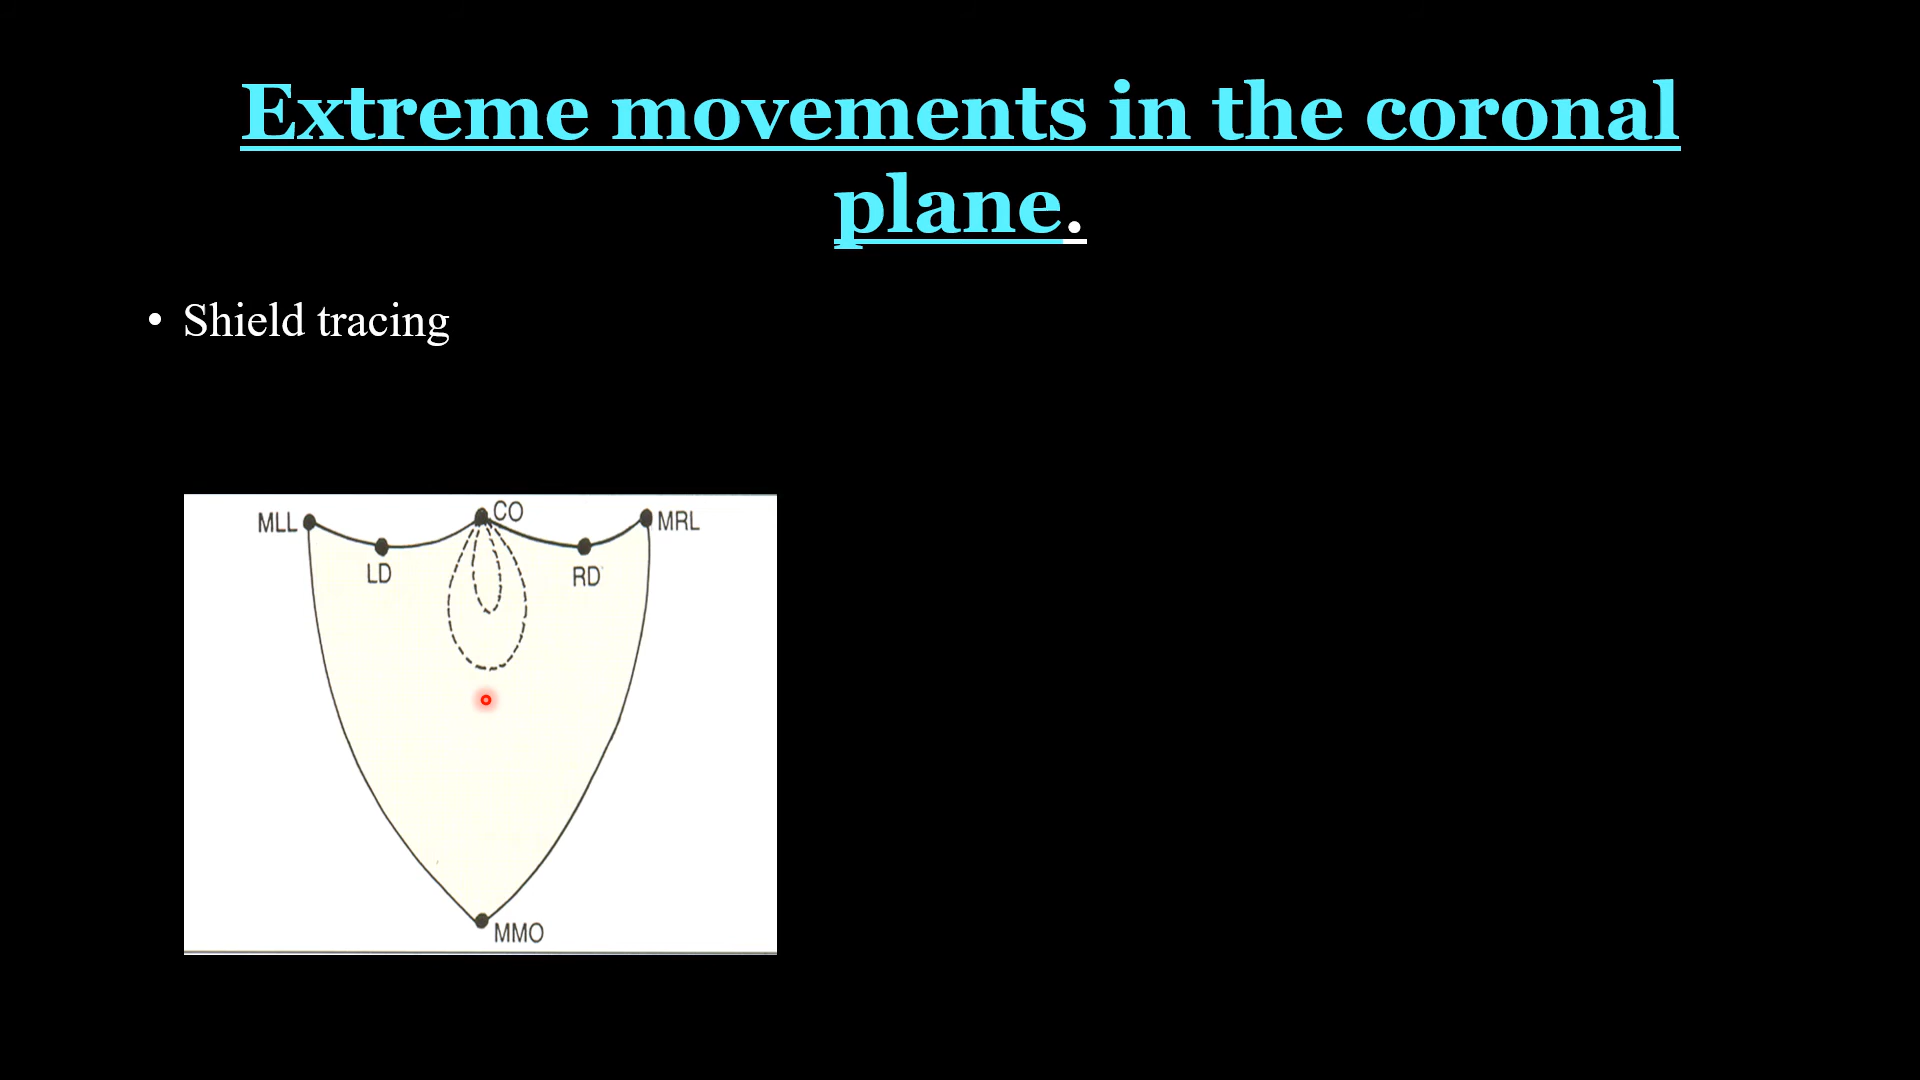 Extreme movements in the coronal
plane.
• Shield tracing
MLL
CO
MRL
LD
RD
MMO